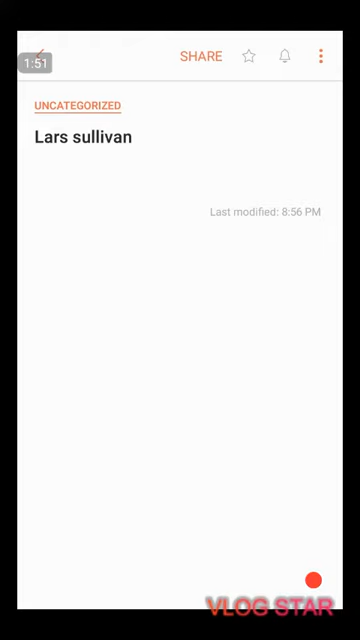 1:51
SHARE
UNCATEGORIZED
Lars sullivan
Last modified: 8:56 PM
VLOG STAR